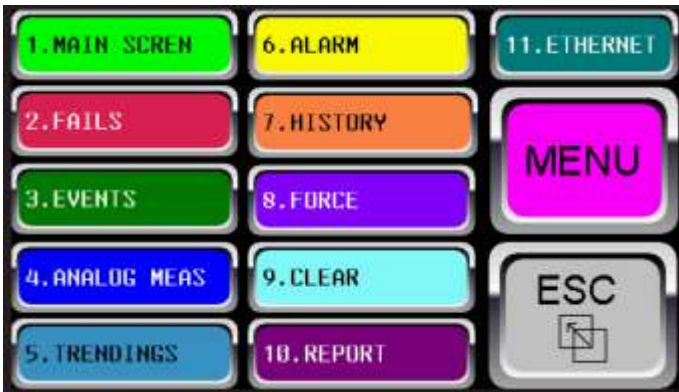 1.MAIN SCREN
2.FAILS
3.EVENTS
4.ANALOG MEAS
5.TRENDINGS
6.ALARM
7.HISTORY
8.FORCE
9.CLEAR
10.REPORT
11.ETHERNET
MENU
ESC